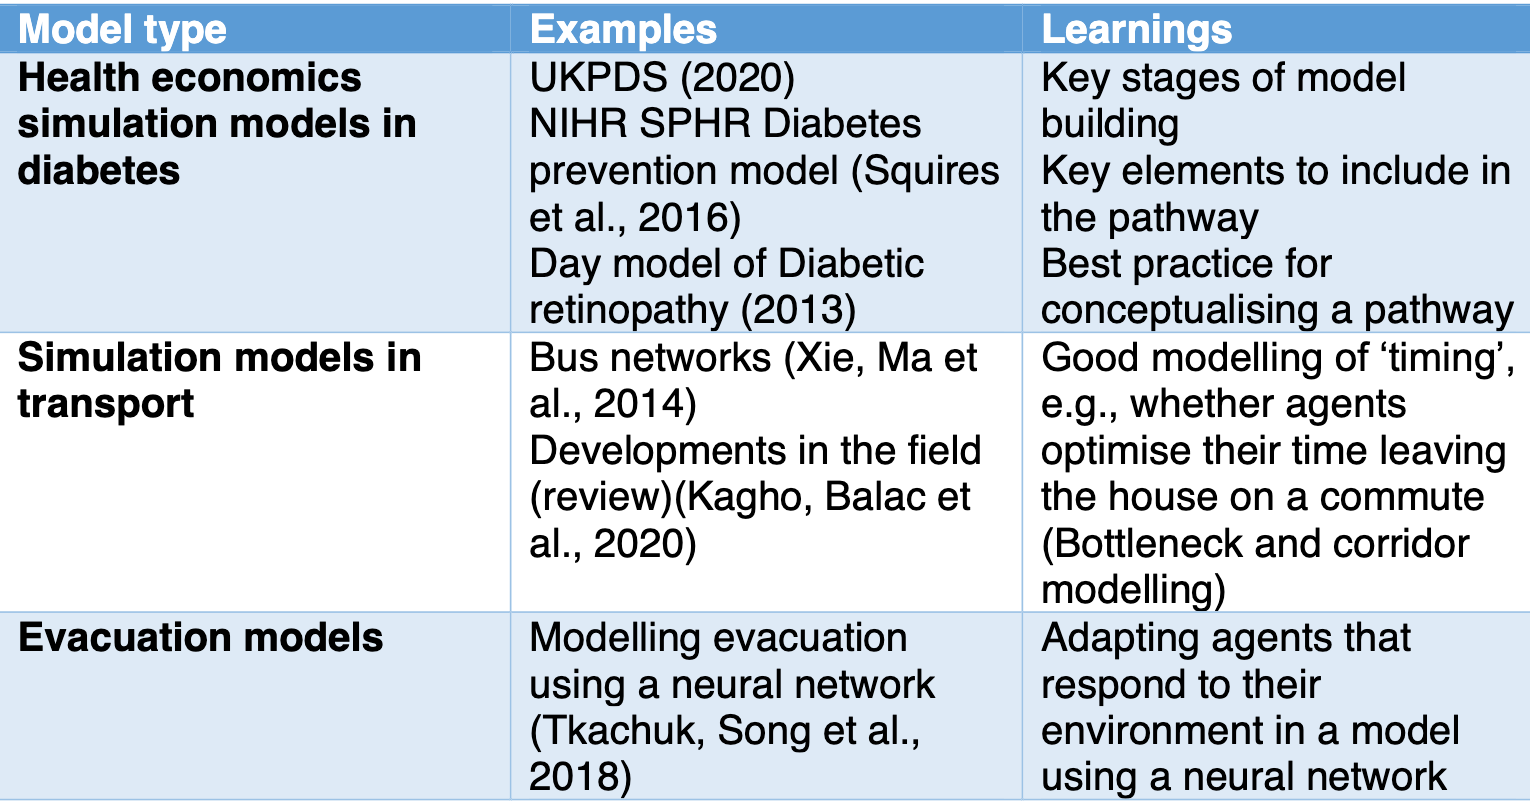 Model type
Examples
Learnings
Health economics
simulation models in
diabetes
UKPDS (2020)
NIHR SPHR Diabetes
prevention model (Squires
et al., 2016)
Day model of Diabetic
retinopathy (2013)
Key stages of model
building
Key elements to include in
the pathway
Best practice for
conceptualising a pathway
Simulation models in
transport
Bus networks (Xie, Ma et
al., 2014)
Developments in the field
(review)(Kagho, Balac et
al., 2020)
Good modelling of ‘timing’,
e.g., whether agents
optimise their time leaving
the house on a commute
(Bottleneck and corridor
modelling)
Evacuation models
Modelling evacuation
using a neural network
(Tkachuk, Song et al.,
2018)
Adapting agents that
respond to their
environment in a model
using a neural network